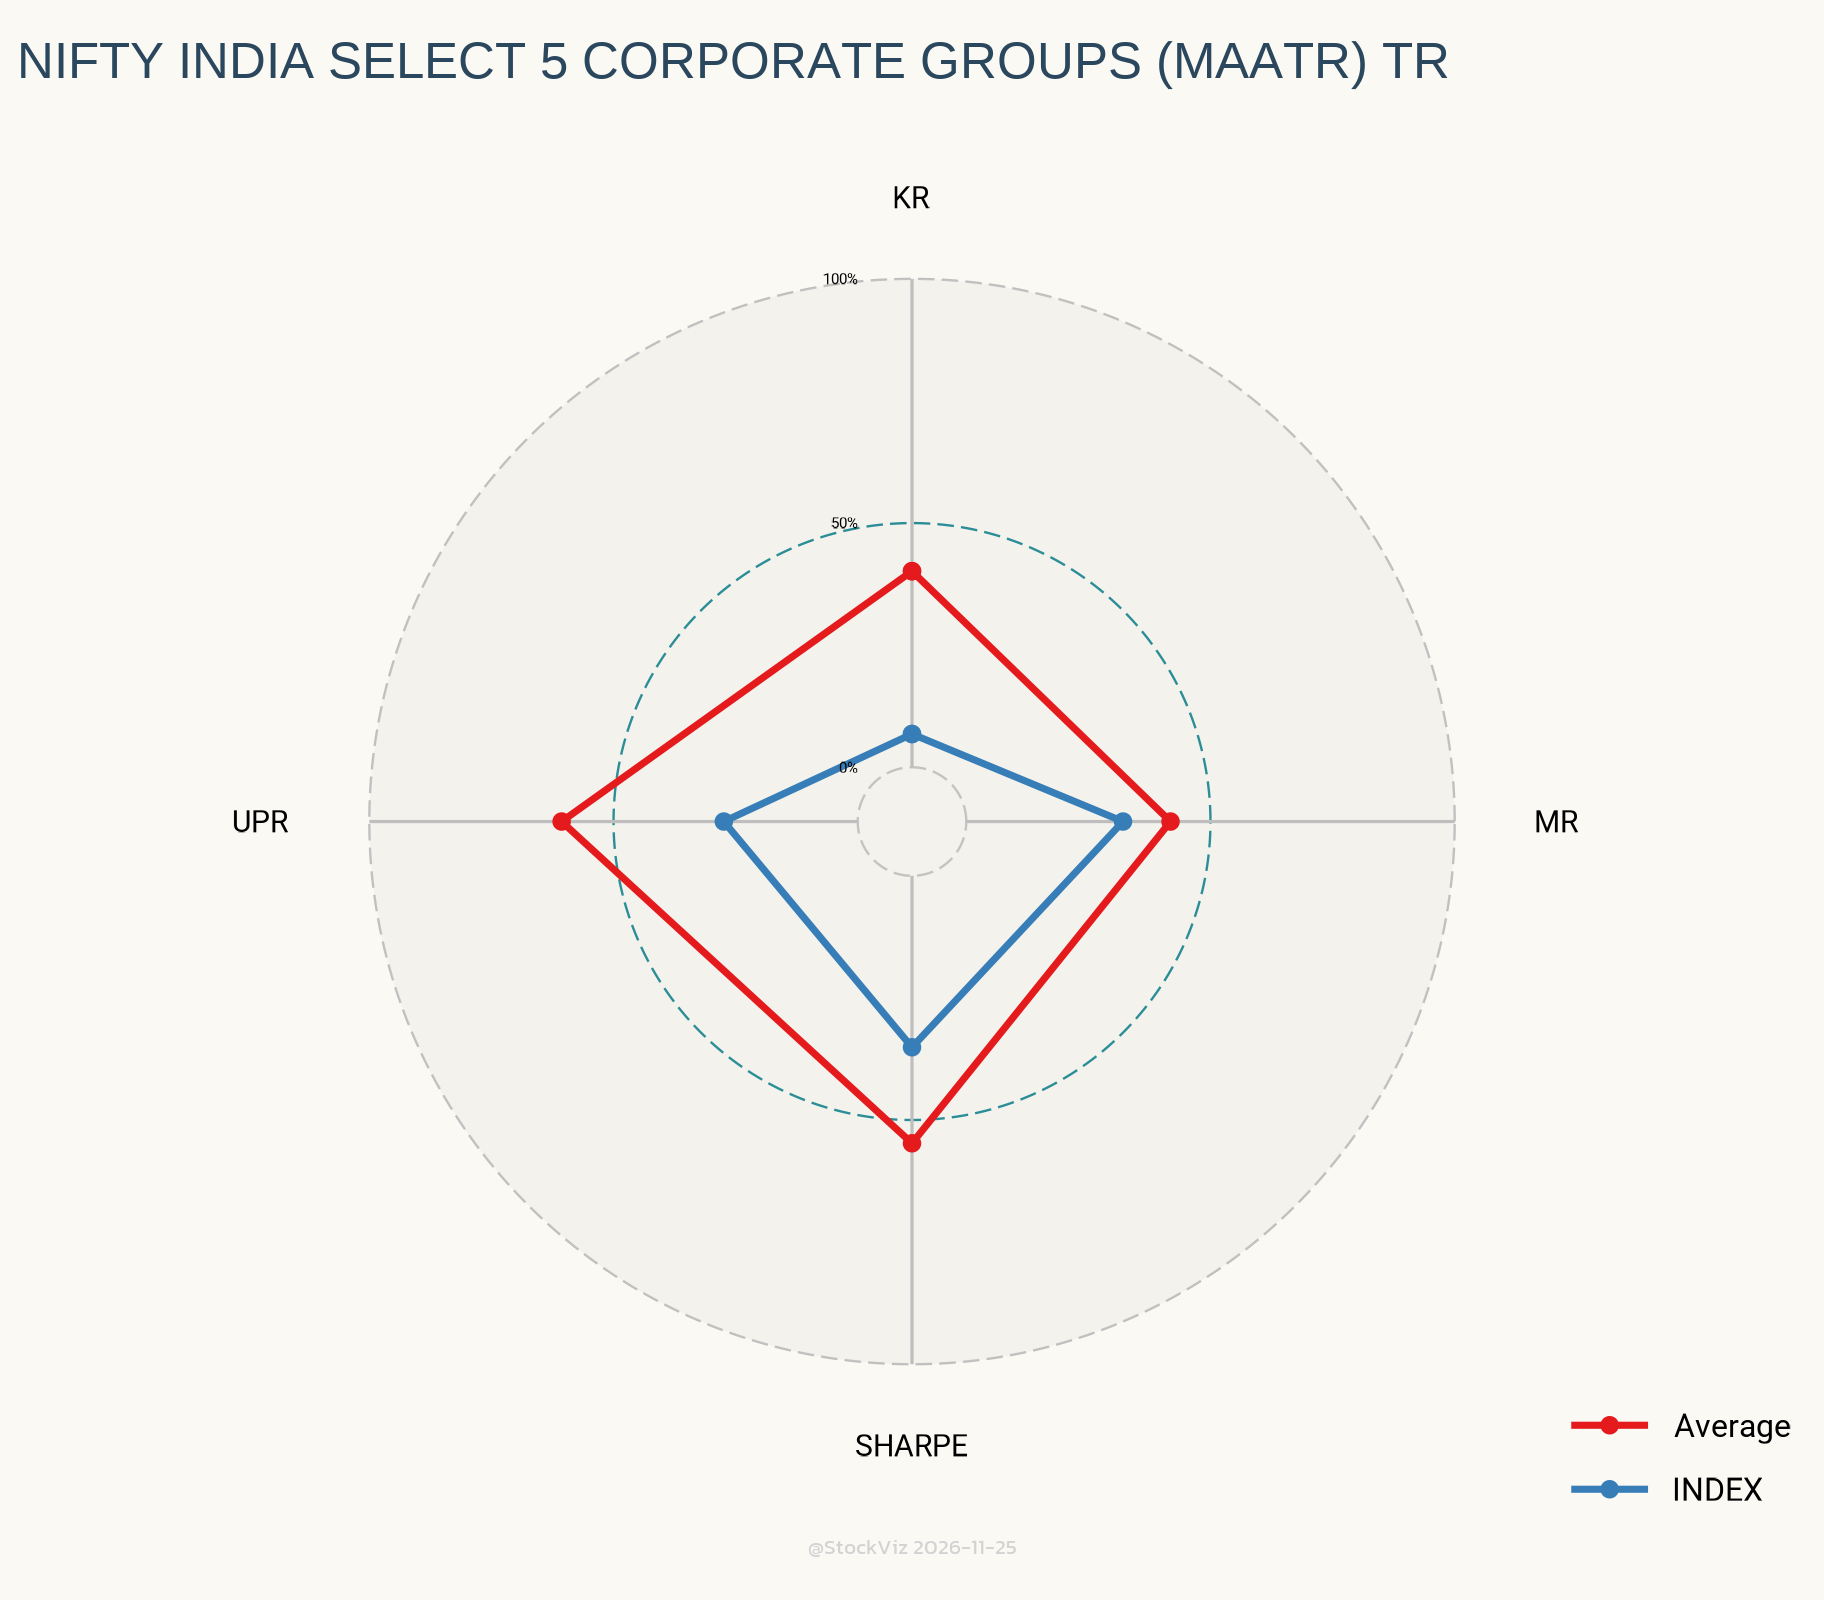 NIFTY INDIA SELECT 5 CORPORATE GROUPS (MAATR) TR
KR
100%
50%
0%
UPR
MR
SHARPE
Average
INDEX
@StockViz 2026-11-25